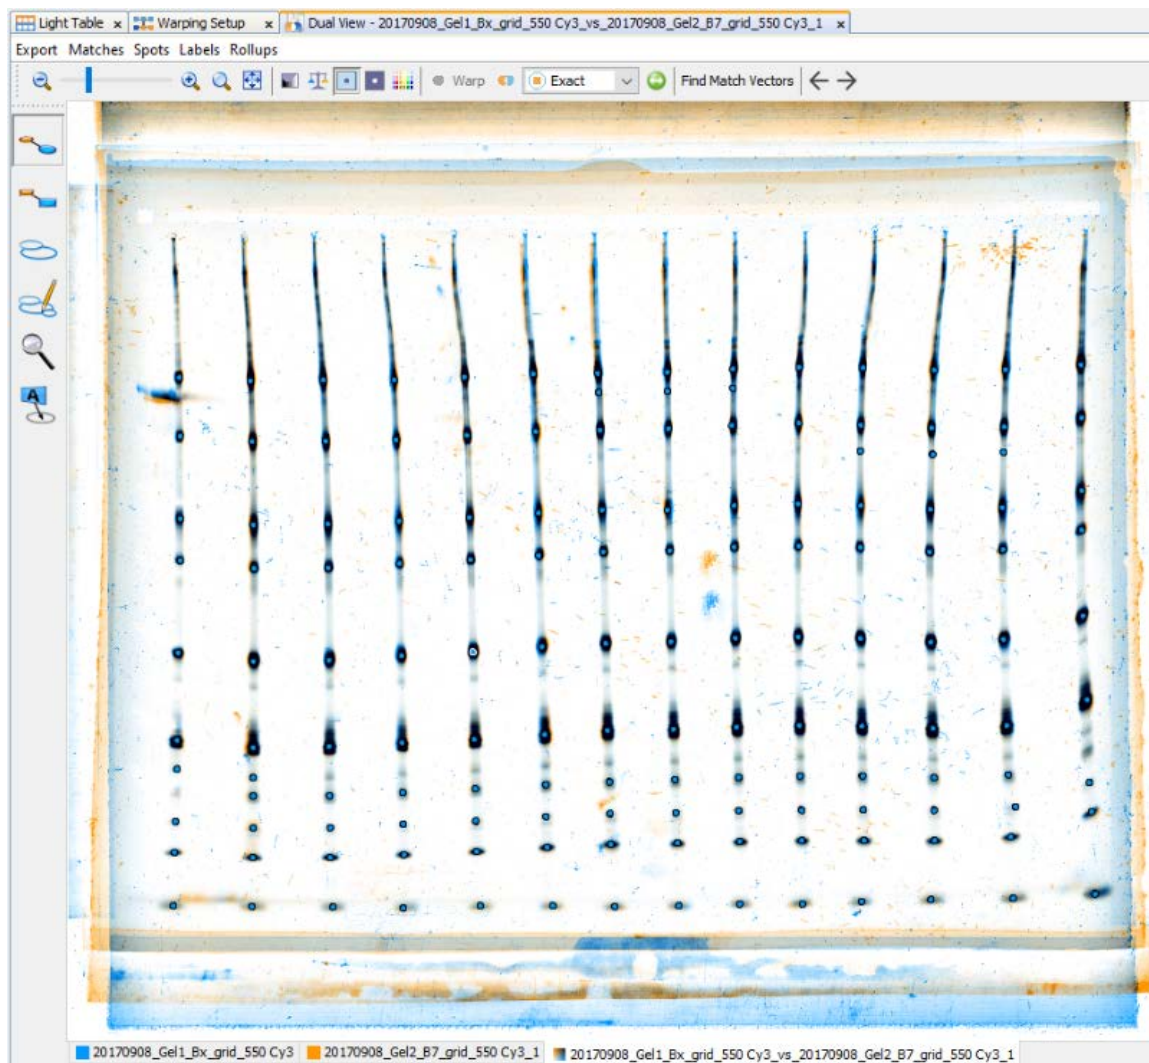 Light Table x Warping Setup x Dual View - 20170908_Gel1_Bx_grid_550 Cy3_vs_20170908_Gel2_B7_grid_550 Cy3_1 x
Export Matches Spots Labels Rollups
Warp Exact Find Match Vectors
A
20170908_Gel1_Bx_grid_550 Cy3 20170908_Gel2_B7_grid_550 Cy3_1 20170908_Gel1_Bx_grid_550 Cy3_vs_20170908_Gel2_B7_grid_550 Cy3_1